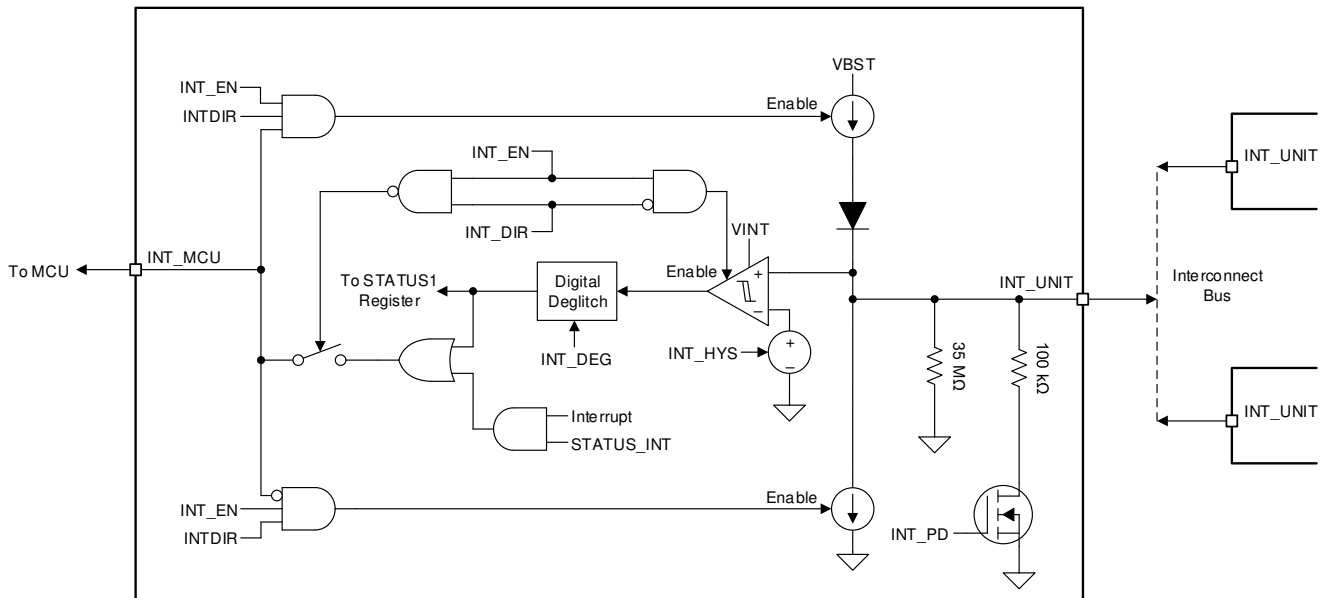 VBST
INT_EN
INTDIR
Enable
INT_EN
INT_UNIT
INT_DIR
VINT
INT_MCU
To MCU
To STATUS1
Register
Digital
Deglitch
Enable
+
−
INT_UNIT
Interconnect
Bus
INT_DEG
INT_HYS
+
−
35 MΩ
100 kΩ
Interrupt
STATUS_INT
INT_UNIT
INT_EN
INTDIR
Enable
INT_PD